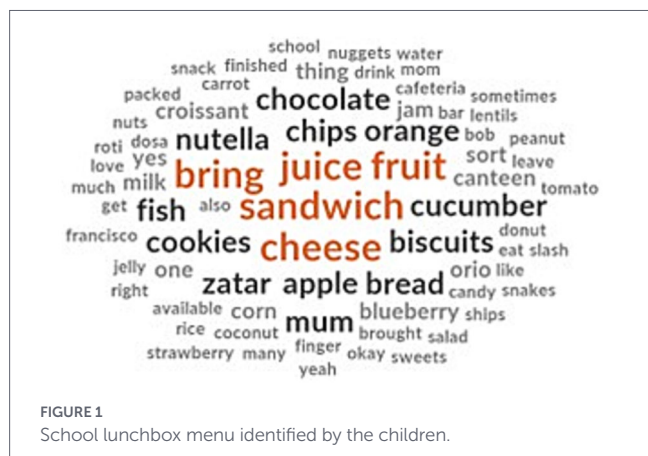 school nuggets water
snack finished thing drink mom
packed carrot chocolate cafeteria sometimes
croissant jam bar lentils
nuts nutella chips orange bob peanut
roti dosa
love yes bring juice fruit sort leave
much milk canteen tomato
get fish also sandwich cucumber
francisco cookies cheese biscuits donut
eat slash
jelly one zatar apple bread orio like
right candy snakes
available corn mum blueberry ships
rice coconut brought salad
strawberry many finger okay sweets
yeah
FIGURE 1
School lunchbox menu identified by the children.